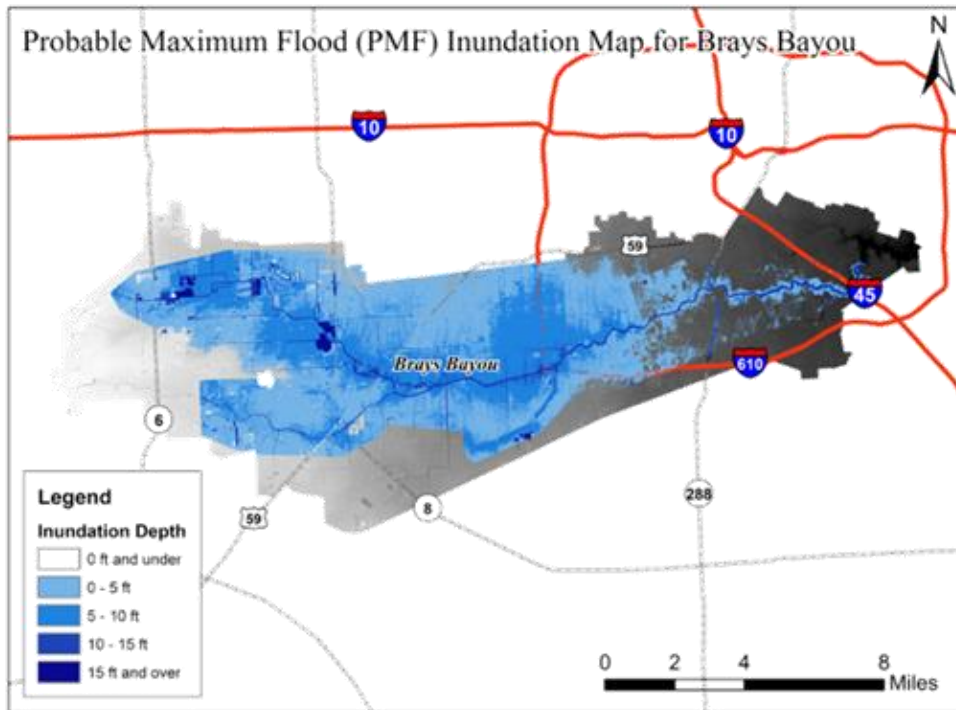 Probable Maximum Flood (PMF) Inundation Map for Brays Bayou
N
10
10
59
45
Brays Bayou
610
6
288
8
59
Legend
Inundation Depth
0 ft and under
0 - 5 ft
5 - 10 ft
10 - 15 ft
15 ft and over
0 2 4 8
Miles